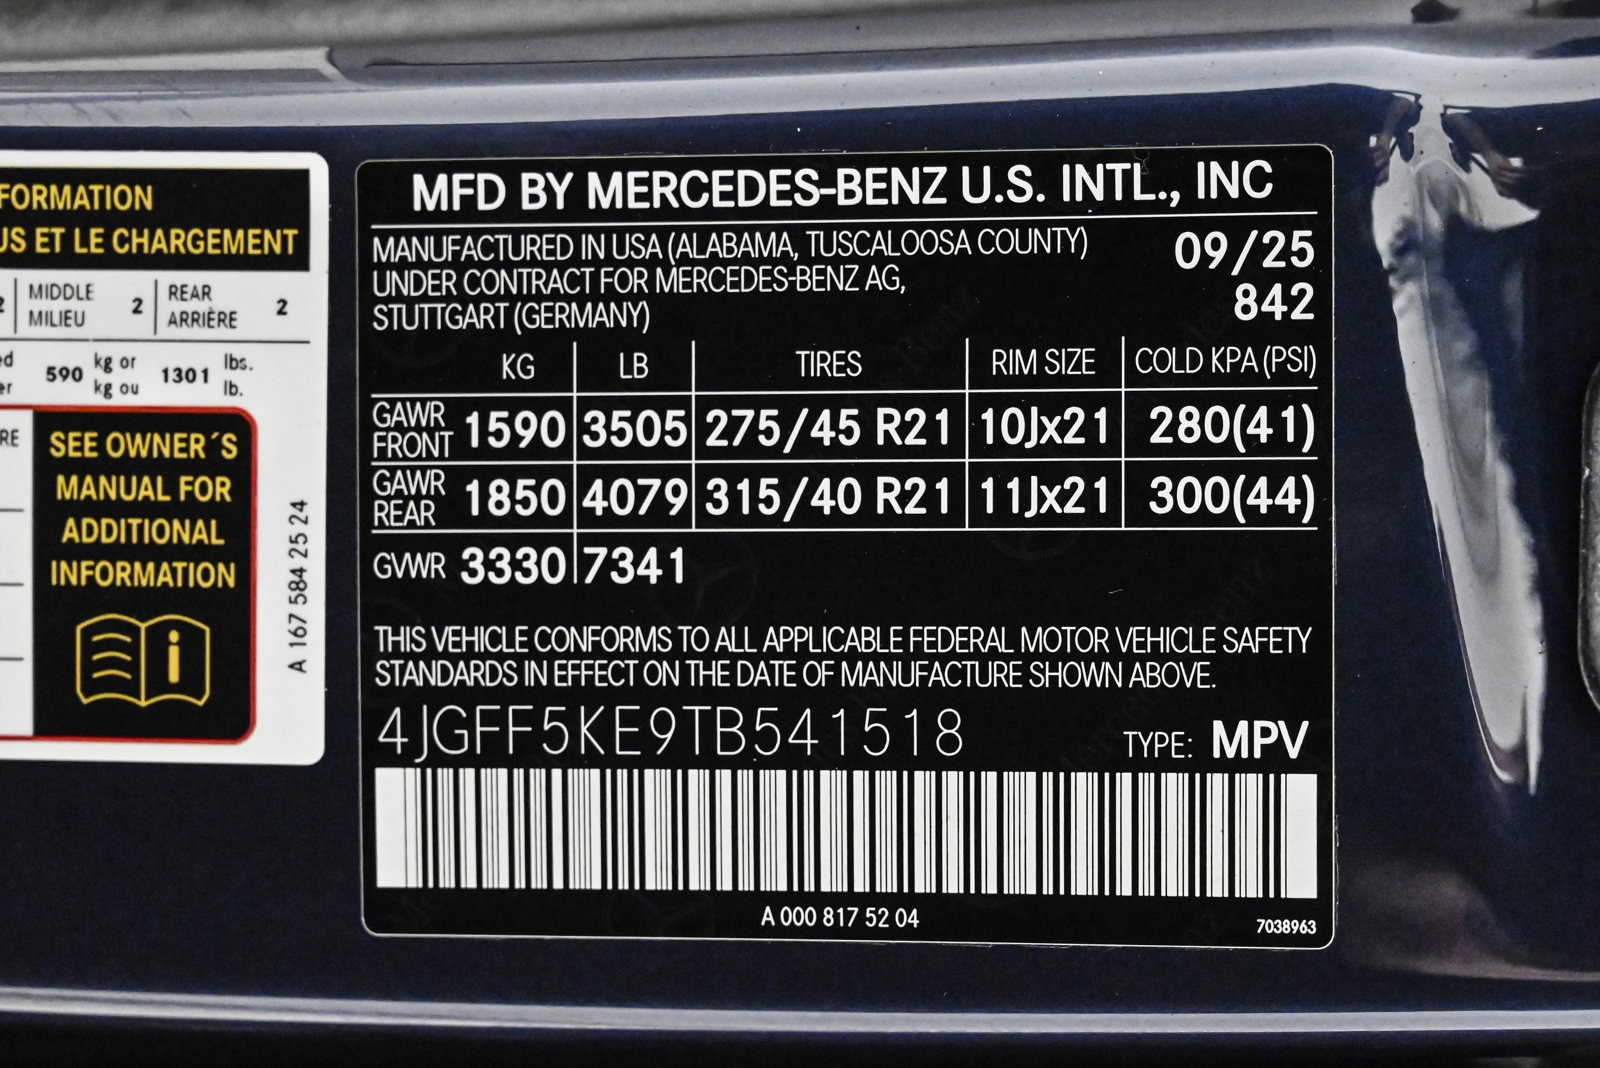 FORMATION
US ET LE CHARGEMENT
2 MIDDLE MILIEU 2 REAR ARRIÈRE 2
590 kg or kg ou 1301 lbs. lb.
SEE OWNER´S
MANUAL FOR
ADDITIONAL
INFORMATION
i
A 167 584 25 24
MFD BY MERCEDES-BENZ U.S. INTL., INC
MANUFACTURED IN USA (ALABAMA, TUSCALOOSA COUNTY) 09/25
UNDER CONTRACT FOR MERCEDES-BENZ AG, 842
STUTTGART (GERMANY)
KG LB TIRES RIM SIZE COLD KPA (PSI)
GAWR FRONT 1590 3505 275/45 R21 10Jx21 280(41)
GAWR REAR 1850 4079 315/40 R21 11Jx21 300(44)
GVWR 3330 7341
THIS VEHICLE CONFORMS TO ALL APPLICABLE FEDERAL MOTOR VEHICLE SAFETY
STANDARDS IN EFFECT ON THE DATE OF MANUFACTURE SHOWN ABOVE.
4JGFF5KE9TB541518 TYPE: MPV
A 000 817 52 04 7038963